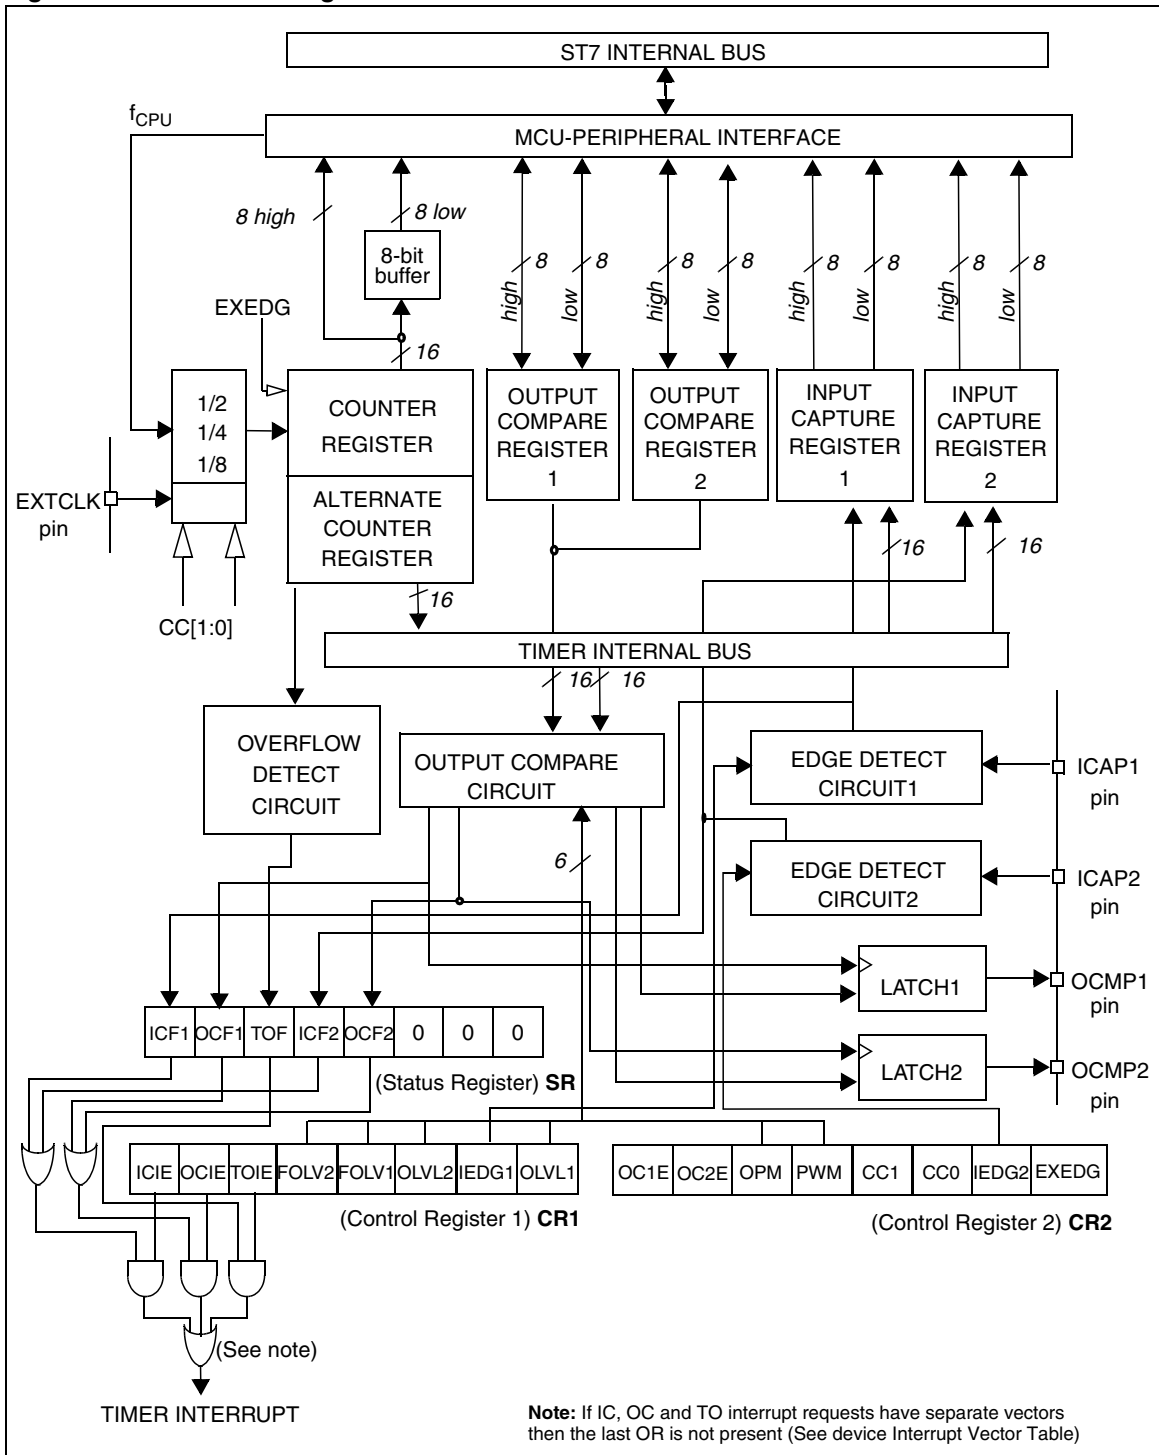 ST7 INTERNAL BUS
fCPU
MCU-PERIPHERAL INTERFACE
8 high
8 low
8-bit
buffer
high
8
low
8
high
8
low
8
high
8
low
8
high
8
low
8
EXEDG
16
1/2
1/4
1/8
COUNTER
REGISTER
ALTERNATE
COUNTER
REGISTER
OUTPUT
COMPARE
REGISTER
1
OUTPUT
COMPARE
REGISTER
2
INPUT
CAPTURE
REGISTER
1
INPUT
CAPTURE
REGISTER
2
EXTCLK
pin
CC[1:0]
16
16
16
TIMER INTERNAL BUS
16
16
OVERFLOW
DETECT
CIRCUIT
OUTPUT COMPARE
CIRCUIT
6
EDGE DETECT
CIRCUIT1
ICAP1
pin
EDGE DETECT
CIRCUIT2
ICAP2
pin
LATCH1
OCMP1
pin
LATCH2
OCMP2
pin
ICF1 OCF1 TOF ICF2 OCF2 0 0 0
(Status Register) SR
ICIE OCIE TOIE FOLV2 FOLV1 OLVL2 IEDG1 OLVL1
(Control Register 1) CR1
OC1E OC2E OPM PWM CC1 CC0 IEDG2 EXEDG
(Control Register 2) CR2
(See note)
TIMER INTERRUPT
Note: If IC, OC and TO interrupt requests have separate vectors
then the last OR is not present (See device Interrupt Vector Table)